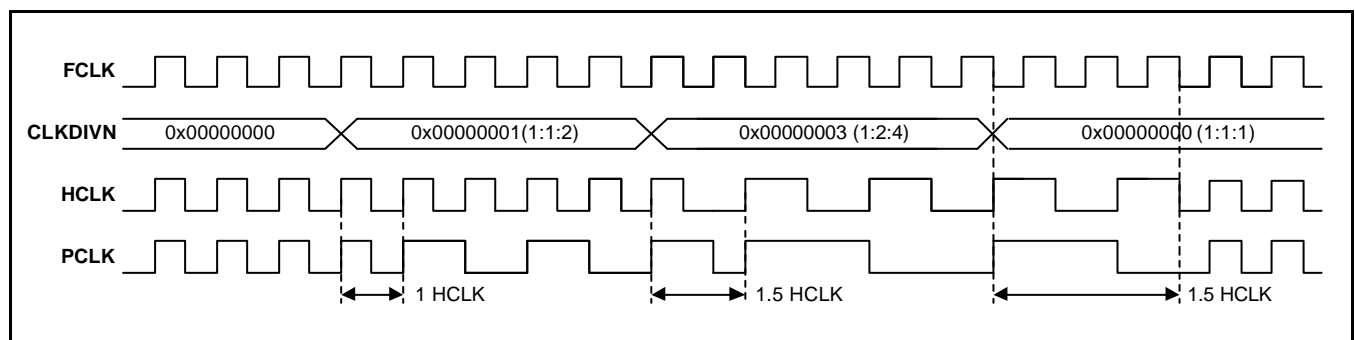 FCLK
CLKDIVN 0x00000000 0x00000001(1:1:2) 0x00000003 (1:2:4) 0x00000000 (1:1:1)
HCLK
PCLK
1 HCLK 1.5 HCLK 1.5 HCLK